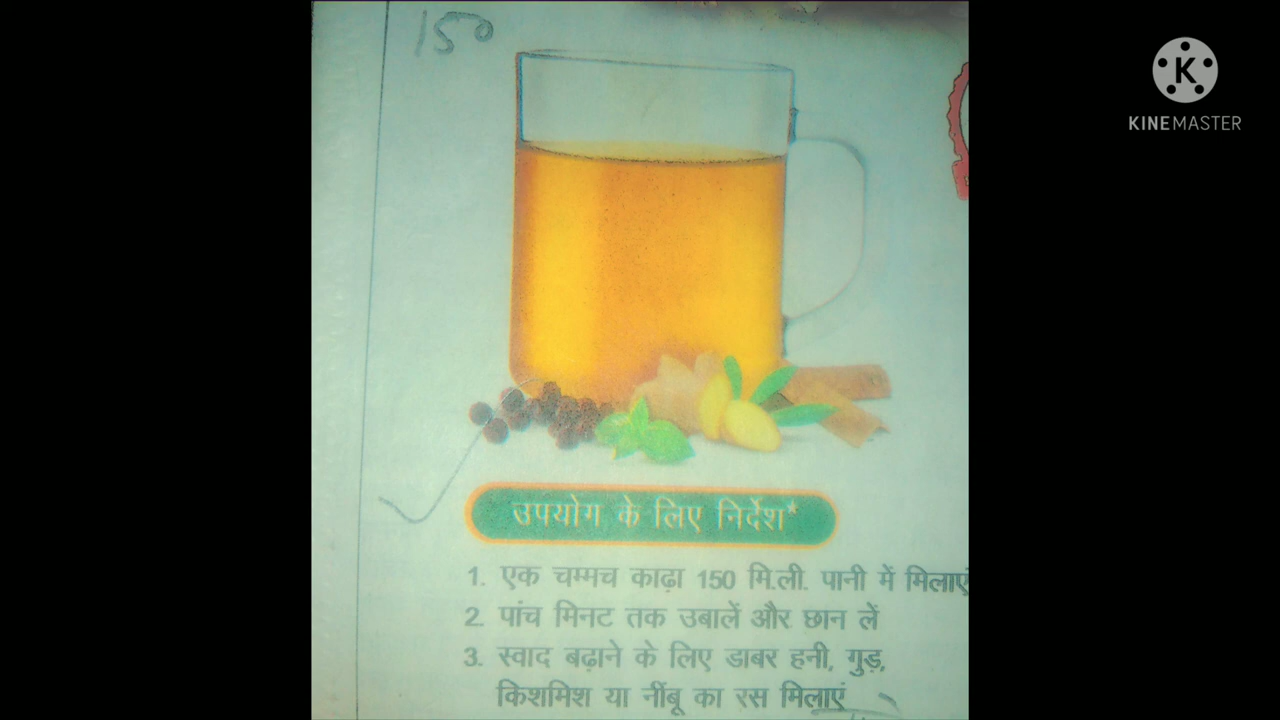 150
KINEMASTER
उपयोग के लिए निर्देश*
1. एक चम्मच काढ़ा 150 मि.ली. पानी में मिलाएं
2. पांच मिनट तक उबालें और छान लें
3. स्वाद बढ़ाने के लिए डाबर हनी, गुड़,
किशमिश या नींबू का रस मिलाएं